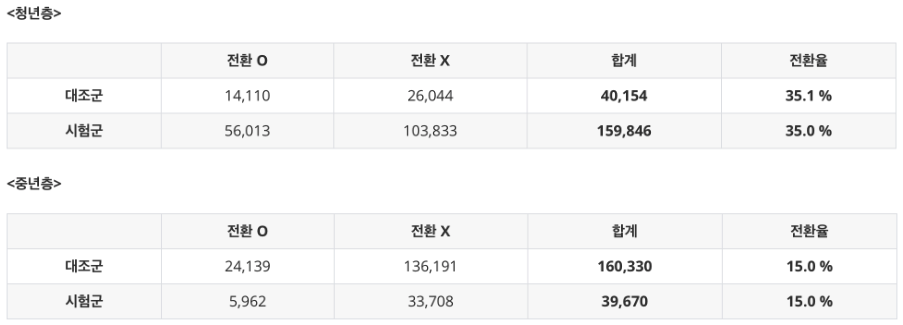 <청년층>
전환 O 전환 X 합계 전환율
대조군 14,110 26,044 40,154 35.1 %
시험군 56,013 103,833 159,846 35.0 %
<중년층>
전환 O 전환 X 합계 전환율
대조군 24,139 136,191 160,330 15.0 %
시험군 5,962 33,708 39,670 15.0 %